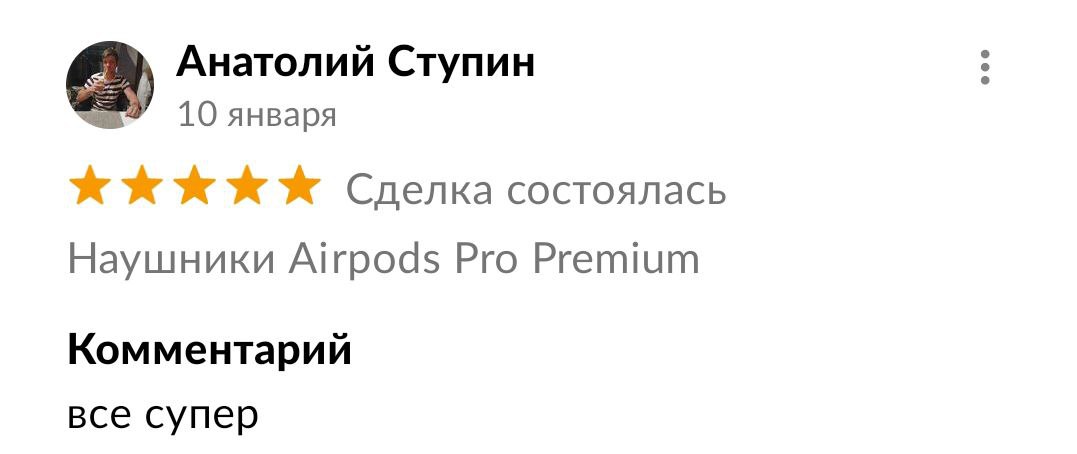 Анатолий Ступин
10 января
Сделка состоялась
Наушники Airpods Pro Premium
Комментарий
все супер